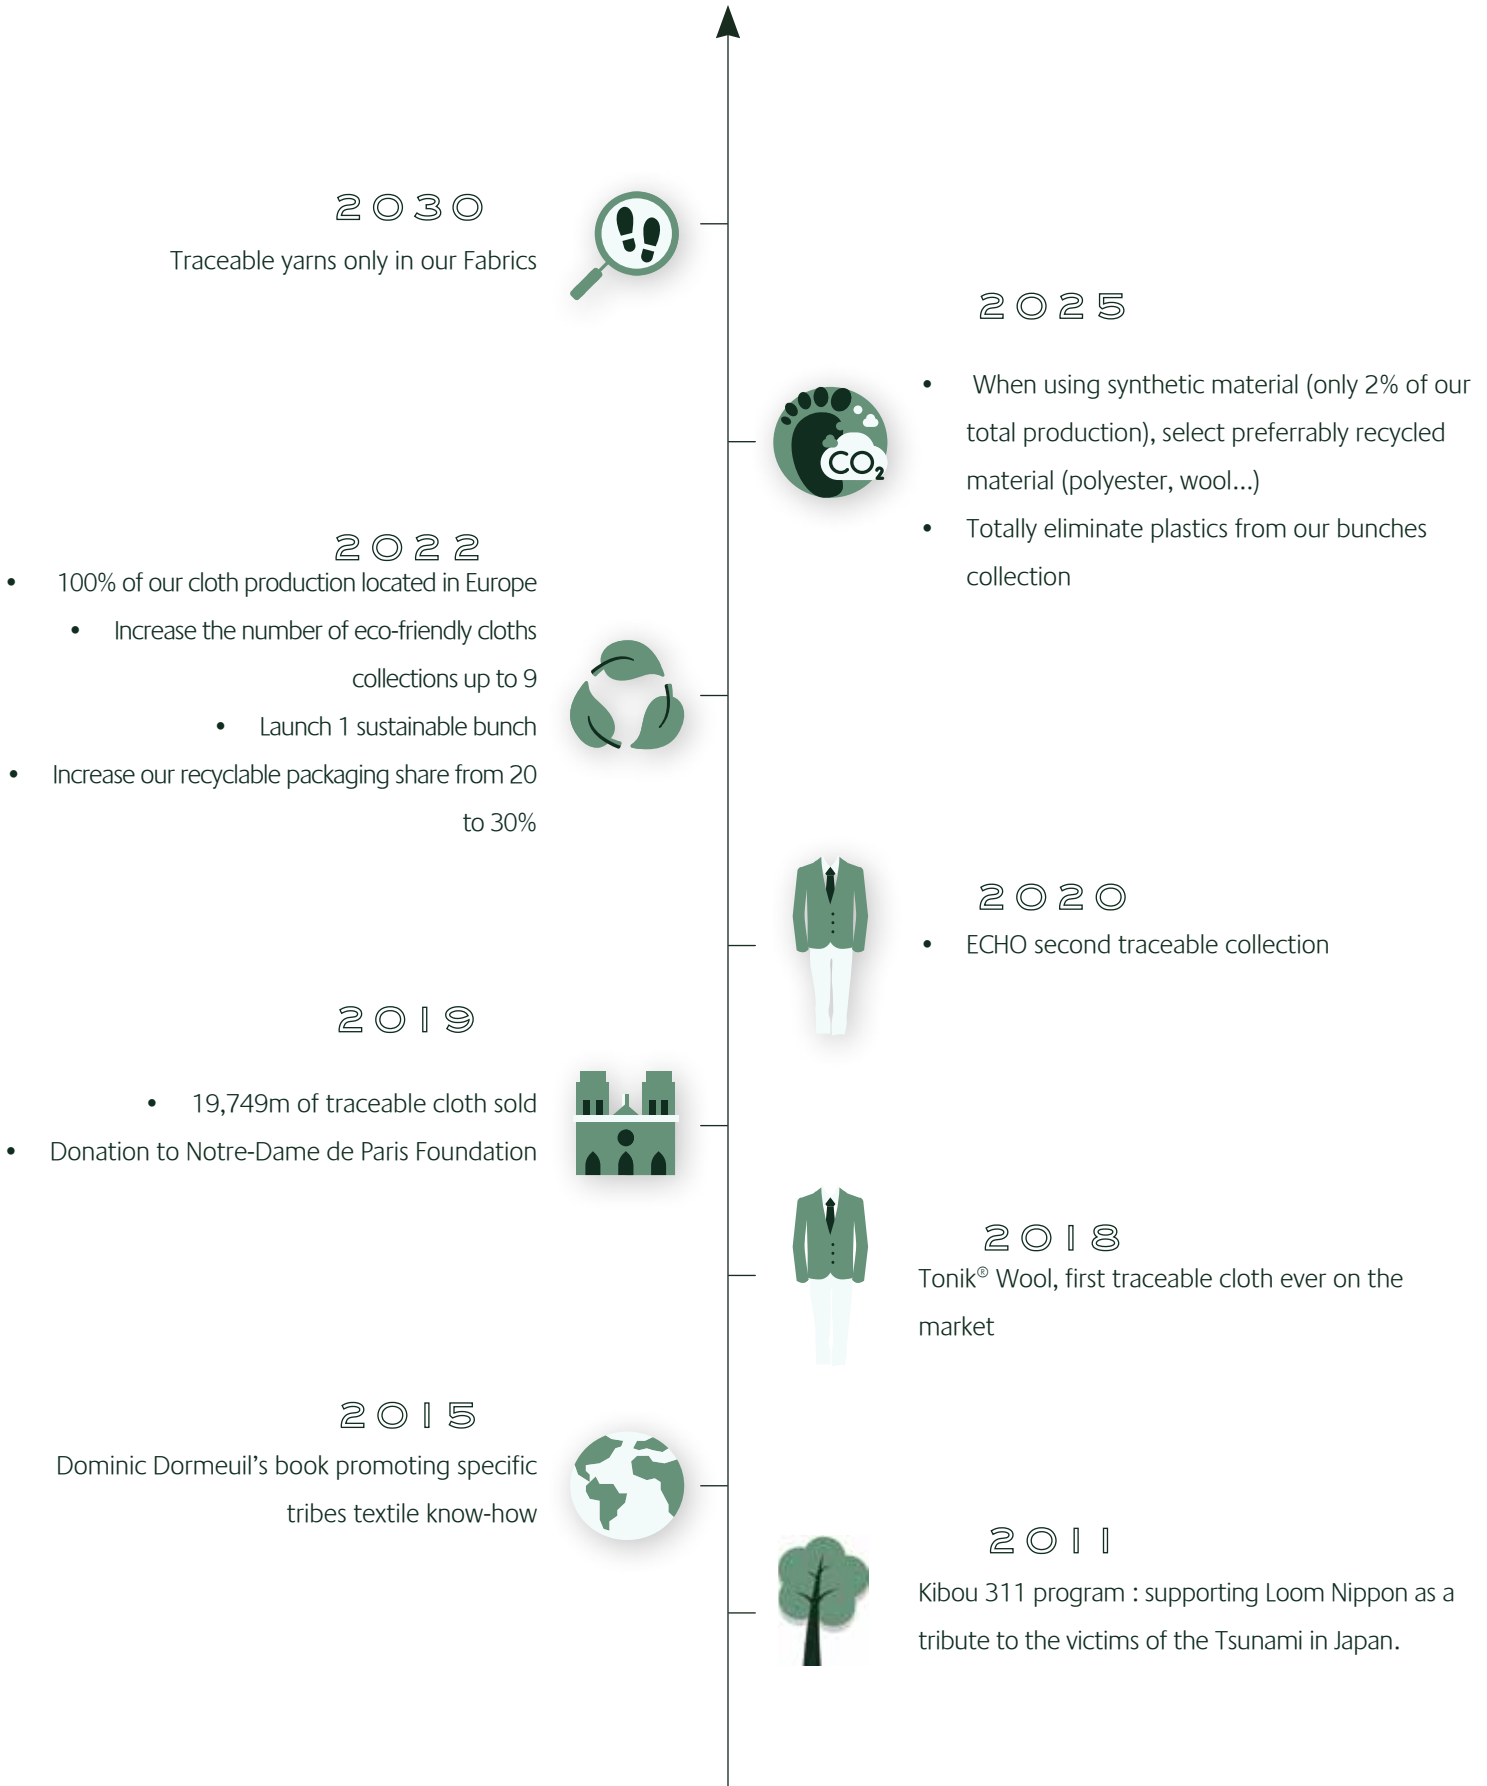 2030
Traceable yarns only in our Fabrics
2025
• When using synthetic material (only 2% of our
total production), select preferrably recycled
material (polyester, wool...)
• Totally eliminate plastics from our bunches
collection
CO2
2022
• 100% of our cloth production located in Europe
• Increase the number of eco-friendly cloths
collections up to 9
• Launch 1 sustainable bunch
• Increase our recyclable packaging share from 20
to 30%
2020
• ECHO second traceable collection
2019
• 19,749m of traceable cloth sold
• Donation to Notre-Dame de Paris Foundation
2018
Tonik® Wool, first traceable cloth ever on the
market
2015
Dominic Dormeuil’s book promoting specific
tribes textile know-how
2011
Kibou 311 program : supporting Loom Nippon as a
tribute to the victims of the Tsunami in Japan.